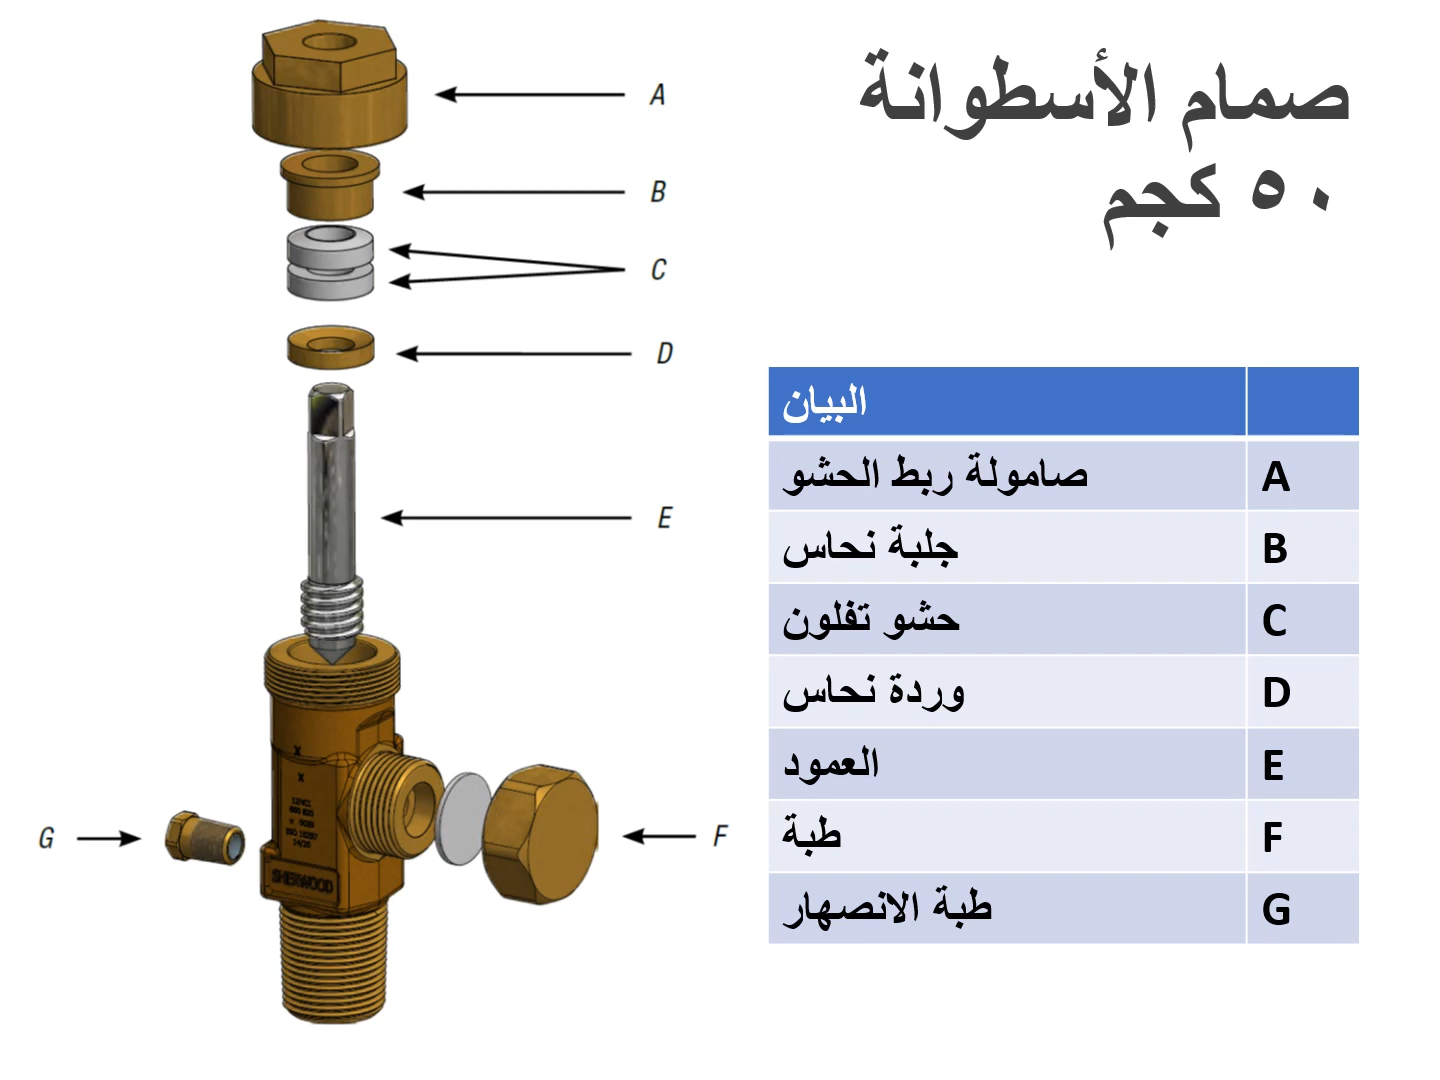 صمام الأسطوانة
٥٠ كجم
A
B
C
D
E
F
G
X
X
SHERWOOD
البيان
صامولة ربط الحشو A
جلبة نحاس B
حشو تفلون C
وردة نحاس D
العمود E
طبة F
طبة الانصهار G